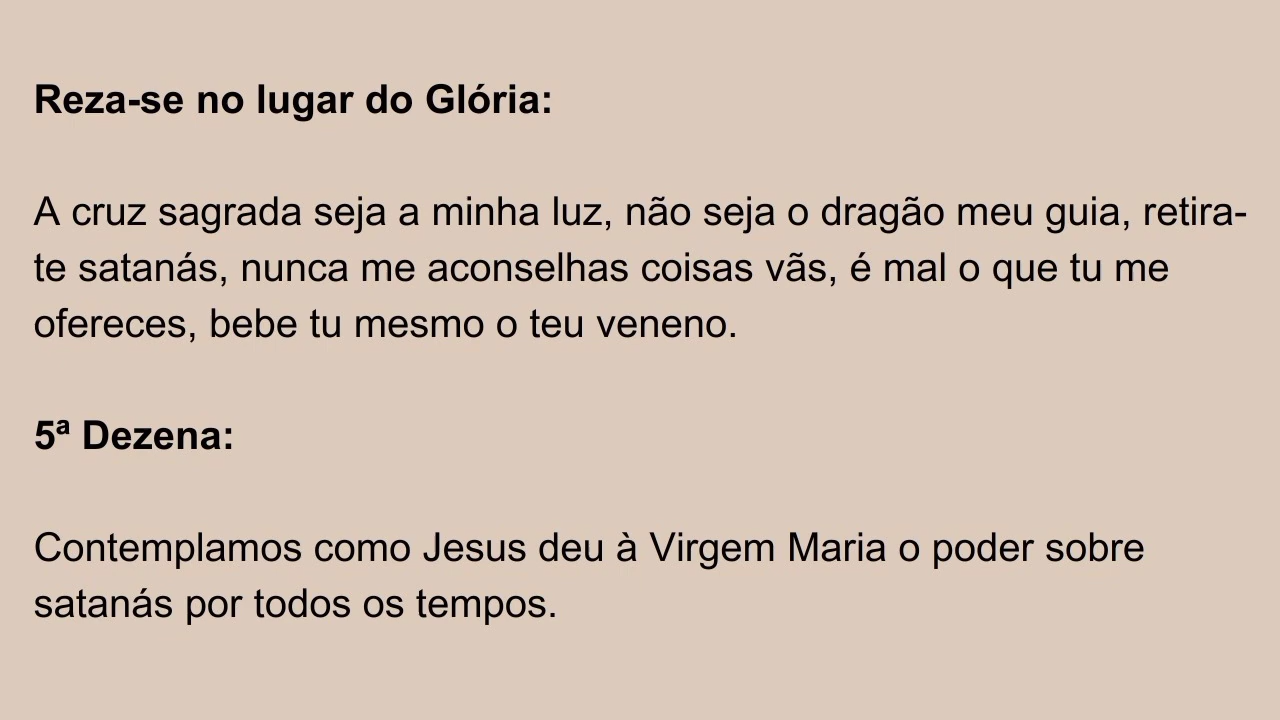 Reza-se no lugar do Glória:
A cruz sagrada seja a minha luz, não seja o dragão meu guia, retira-
te satanás, nunca me aconselhas coisas vãs, é mal o que tu me
ofereces, bebe tu mesmo o teu veneno.
5ª Dezena:
Contemplamos como Jesus deu à Virgem Maria o poder sobre
satanás por todos os tempos.